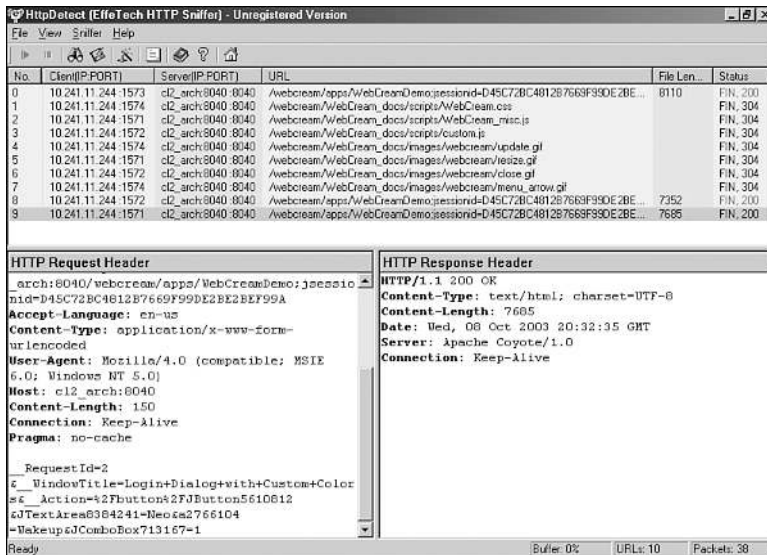 HttpDetect (EffeTech HTTP Sniffer) - Unregistered Version
File View Sniffer Help
No. Client(IP:PORT) Server(IP:PORT) URL File Len... Status
0 10.241.11.244 :1573 cl2_arch:8040 :8040 /webcream/apps/WebCreamDemo;jsessionid=D45C72BC4812B7669F99DE2BE... 8110 FIN, 200
1 10.241.11.244 :1574 cl2_arch:8040 :8040 /webcream/WebCream_docs/scripts/WebCream.css FIN, 304
2 10.241.11.244 :1571 cl2_arch:8040 :8040 /webcream/WebCream_docs/scripts/WebCream_misc.js FIN, 304
3 10.241.11.244 :1572 cl2_arch:8040 :8040 /webcream/WebCream_docs/scripts/custom.js FIN, 304
4 10.241.11.244 :1574 cl2_arch:8040 :8040 /webcream/WebCream_docs/images/webcream/update.gif FIN, 304
5 10.241.11.244 :1571 cl2_arch:8040 :8040 /webcream/WebCream_docs/images/webcream/resize.gif FIN, 304
6 10.241.11.244 :1572 cl2_arch:8040 :8040 /webcream/WebCream_docs/images/webcream/close.gif FIN, 304
7 10.241.11.244 :1574 cl2_arch:8040 :8040 /webcream/WebCream_docs/images/webcream/menu_arrow.gif FIN, 304
8 10.241.11.244 :1572 cl2_arch:8040 :8040 /webcream/apps/WebCreamDemo;jsessionid=D45C72BC4812B7669F99DE2BE... 7352 FIN, 200
9 10.241.11.244 :1571 cl2_arch:8040 :8040 /webcream/apps/WebCreamDemo;jsessionid=D45C72BC4812B7669F99DE2BE... 7685 FIN, 200
HTTP Request Header
_arch:8040/webcream/apps/WebCreamDemo;jsessio
nid=D45C72BC4812B7669F99DE2BE2BEF99A
Accept-Language: en-us
Content-Type: application/x-www-form-
urlencoded
User-Agent: Mozilla/4.0 (compatible; MSIE
6.0; Windows NT 5.0)
Host: cl2_arch:8040
Content-Length: 150
Connection: Keep-Alive
Pragma: no-cache
__RequestId=2
&__WindowTitle=Login+Dialog+with+Custom+Color
s&__Action=%2Fbutton%2FJButton5610812
&JTextArea8384241=Neo&a2766104
=Wakeup&JComboBox713167=1
HTTP Response Header
HTTP/1.1 200 OK
Content-Type: text/html; charset=UTF-8
Content-Length: 7685
Date: Wed, 08 Oct 2003 20:32:35 GMT
Server: Apache Coyote/1.0
Connection: Keep-Alive
Ready Buffer: 0% URLs: 10 Packets: 38